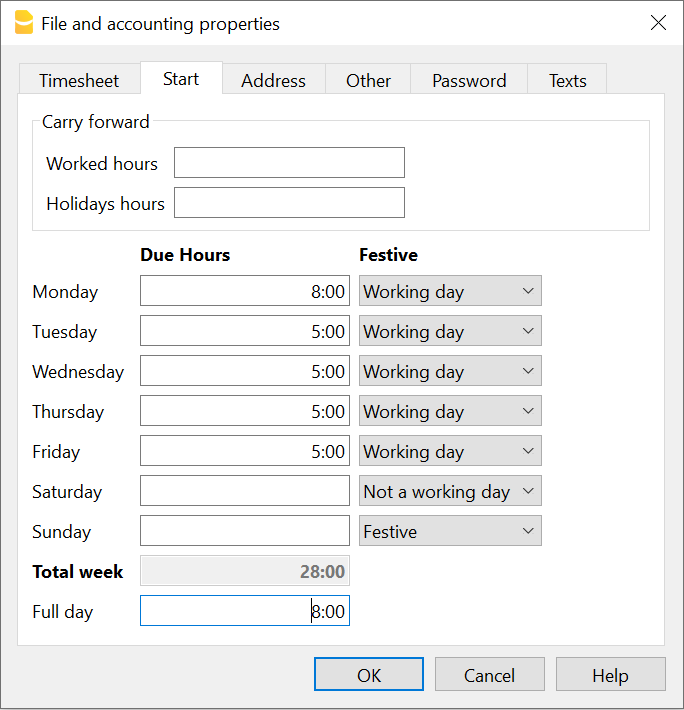 File and accounting properties
Timesheet Start Address Other Password Texts
Carry forward
Worked hours
Holidays hours
Due Hours Festive
Monday 8:00 Working day
Tuesday 5:00 Working day
Wednesday 5:00 Working day
Thursday 5:00 Working day
Friday 5:00 Working day
Saturday Not a working day
Sunday Festive
Total week 28:00
Full day 8:00
OK Cancel Help